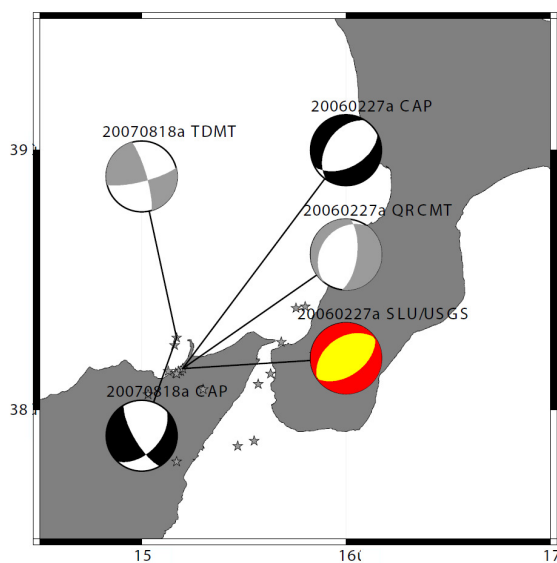 20070818a TDMT
20060227a CAP
39
20060227a QRCMT
20060227a SLU/USGS
20070818a CAP
38
15
16
17